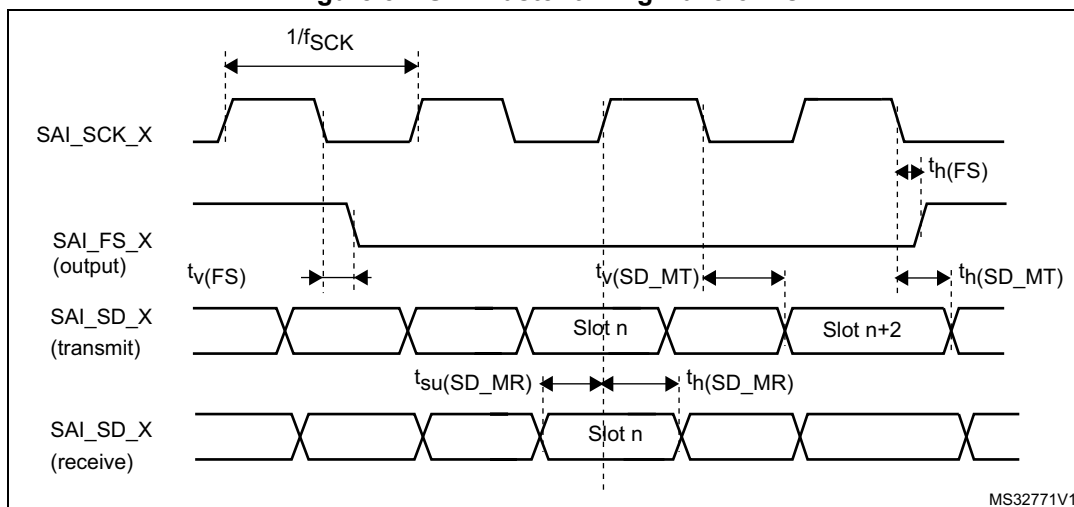 1/fSCK
SAI_SCK_X
th(FS)
SAI_FS_X
(output)
tv(FS)
tv(SD_MT)
th(SD_MT)
SAI_SD_X
(transmit)
Slot n
Slot n+2
tsu(SD_MR)
th(SD_MR)
SAI_SD_X
(receive)
Slot n
MS32771V1